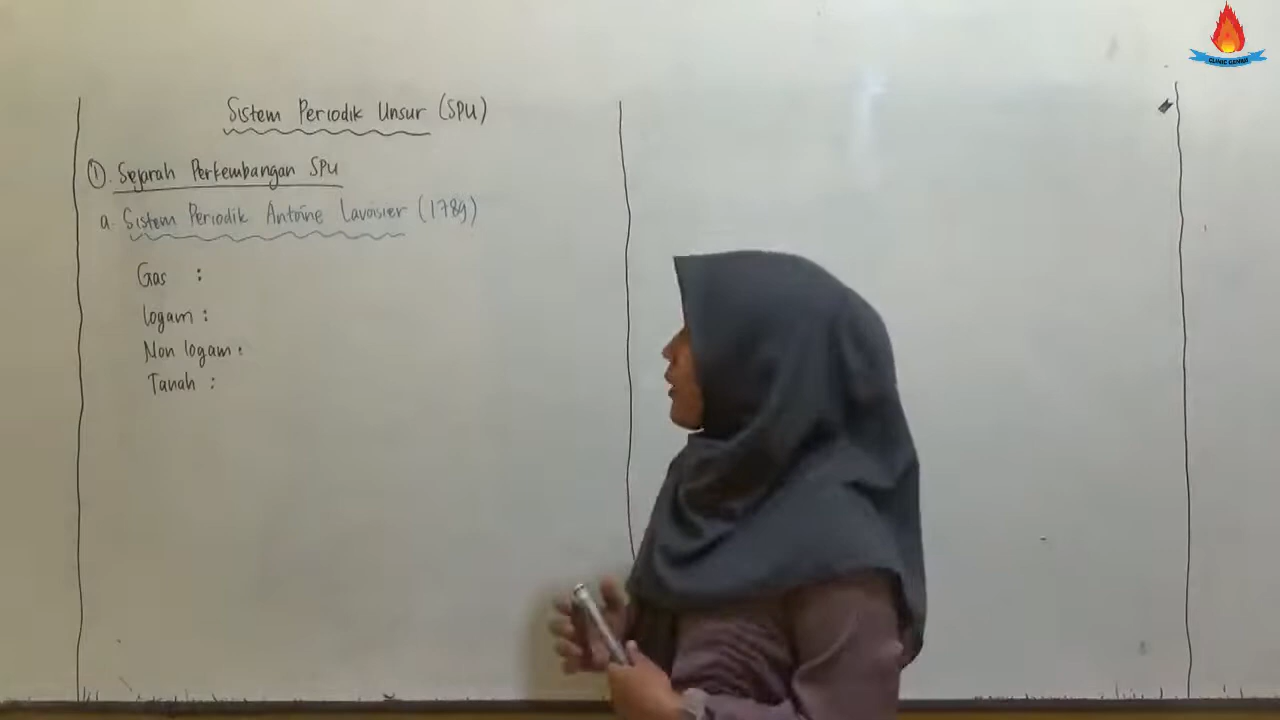 Sistem Periodik Unsur (SPU)
①. Sejarah Perkembangan SPU
a. Sistem Periodik Antoine Lavoisier (1789)
Gas :
logam :
Non logam :
Tanah :